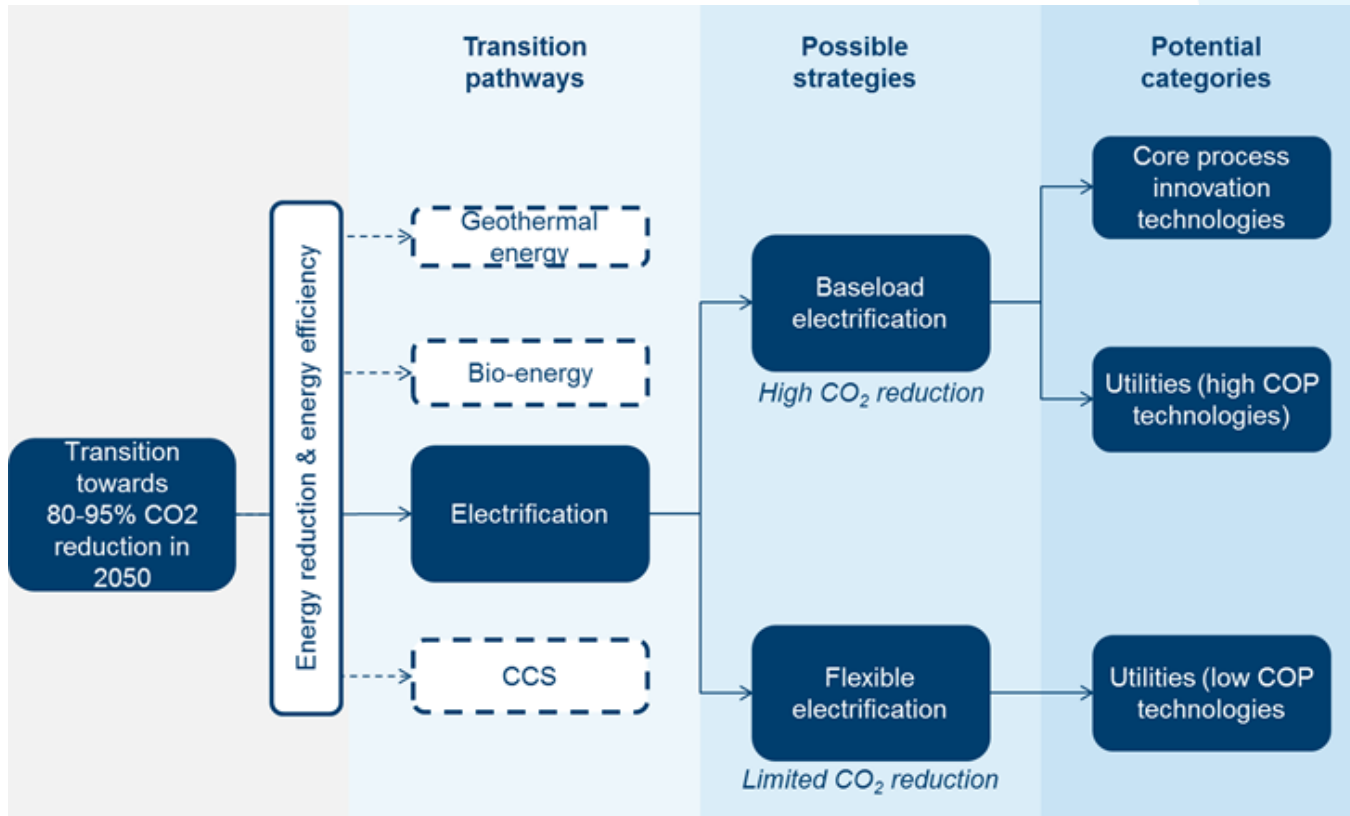 Transition
pathways
Possible
strategies
Potential
categories
Transition
towards
80-95% CO2
reduction in
2050
Energy reduction & energy efficiency
Geothermal
energy
Bio-energy
Electrification
CCS
Baseload
electrification
High CO₂ reduction
Flexible
electrification
Limited CO₂ reduction
Core process
innovation
technologies
Utilities (high COP
technologies)
Utilities (low COP
technologies